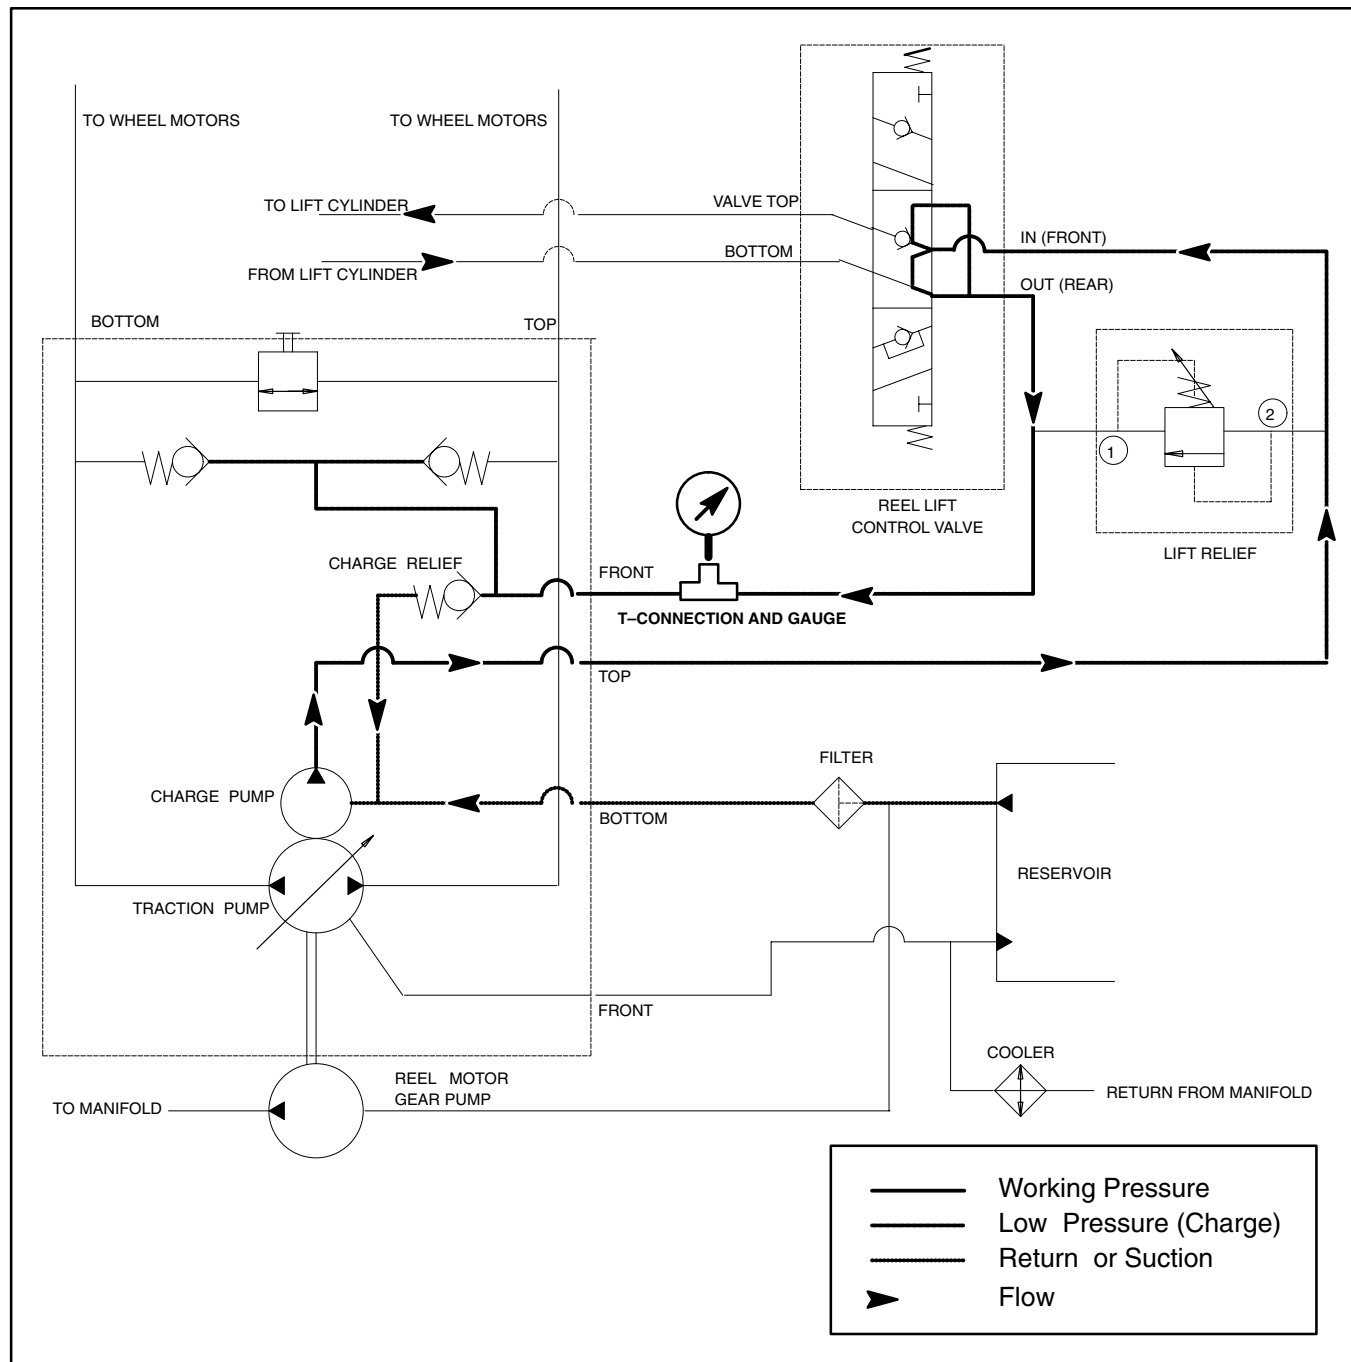 TO WHEEL MOTORS
TO WHEEL MOTORS
TO LIFT CYLINDER
VALVE TOP
IN (FRONT)
FROM LIFT CYLINDER
BOTTOM
OUT (REAR)
BOTTOM
TOP
2
1
REEL LIFT
CONTROL VALVE
LIFT RELIEF
CHARGE RELIEF
FRONT
T–CONNECTION AND GAUGE
TOP
FILTER
CHARGE PUMP
BOTTOM
RESERVOIR
TRACTION PUMP
FRONT
COOLER
REEL MOTOR
GEAR PUMP
TO MANIFOLD
RETURN FROM MANIFOLD
Working Pressure
Low Pressure (Charge)
Return or Suction
Flow